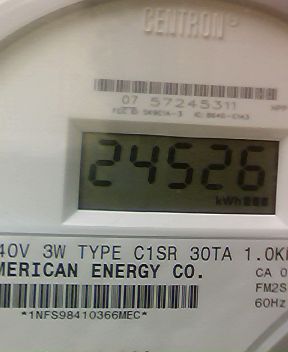 CENTRON®
07 57245311
24526
kWh
40V 3W TYPE C1SR 30TA 1.0K
MERICAN ENERGY CO.
CA 0
FM2S
60Hz
*1NFS98410366MEC*